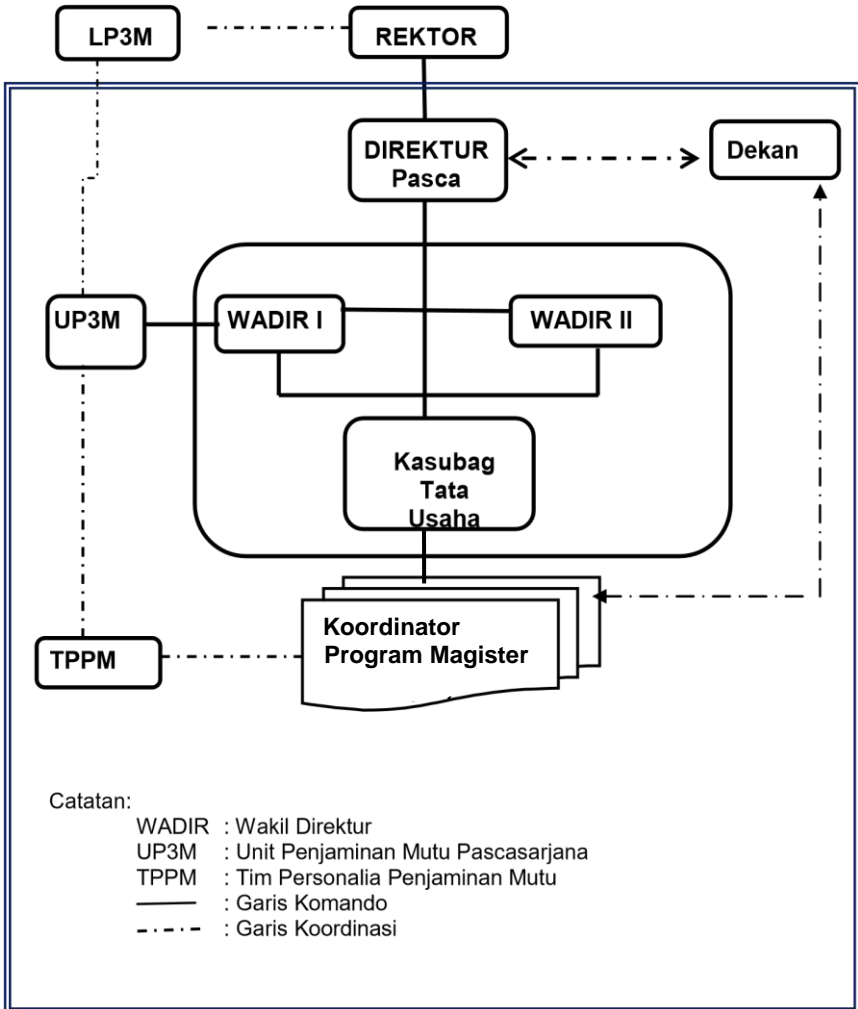 LP3M
REKTOR
DIREKTUR
Pasca
Dekan
UP3M
WADIR I
WADIR II
Kasubag
Tata
Usaha
Koordinator
Program Magister
TPPM
Catatan:
WADIR : Wakil Direktur
UP3M : Unit Penjaminan Mutu Pascasarjana
TPPM : Tim Personalia Penjaminan Mutu
: Garis Komando
: Garis Koordinasi